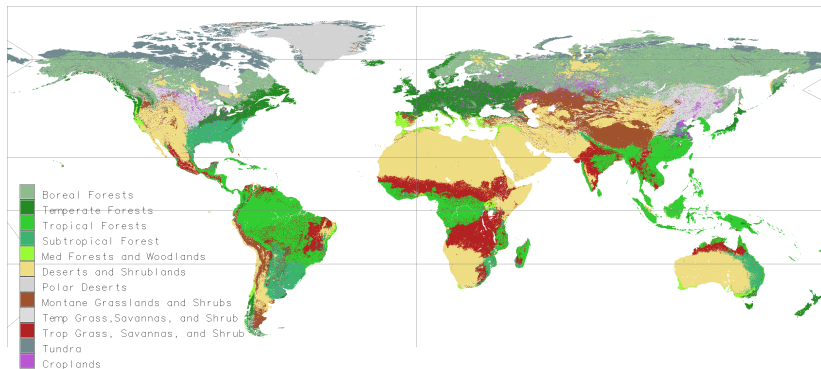 Boreal Forests
Temperate Forests
Tropical Forests
Subtropical Forest
Med Forests and Woodlands
Deserts and Shrublands
Polar Deserts
Montane Grasslands and Shrubs
Temp Grass,Savannas, and Shrub
Trop Grass, Savannas, and Shrub
Tundra
Croplands